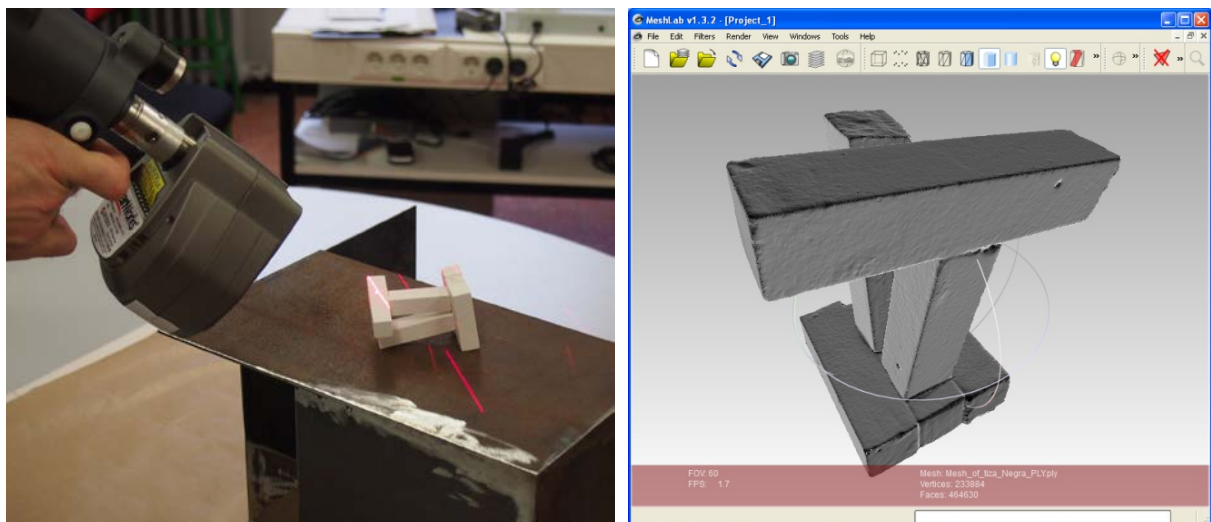 MeshLab v1.3.2 - [Project_1]
File Edit Filters Render View Windows Tools Help
FOV: 60
FPS: 1.7
Mesh: Mesh_of_tiza_Negra_PLY.ply
Vertices: 233884
Faces: 464630